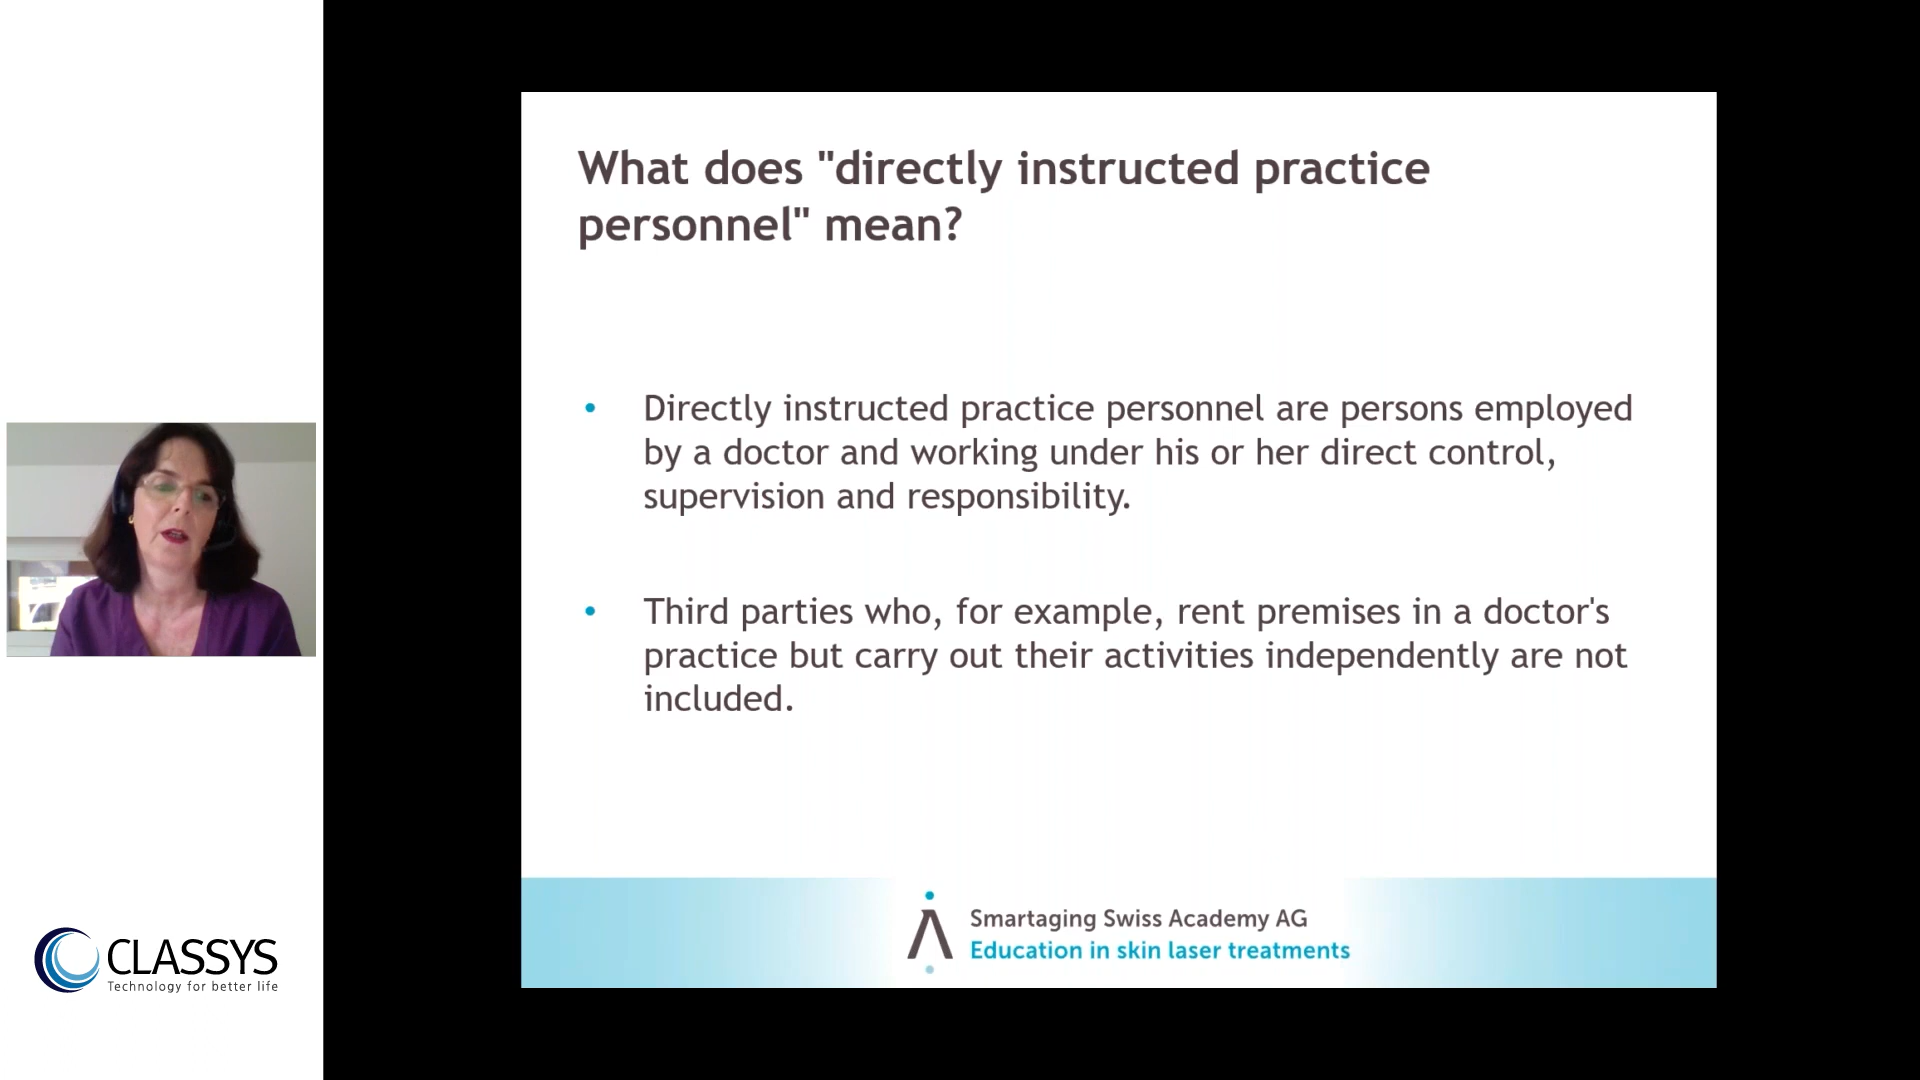 What does "directly instructed practice
personnel" mean?
• Directly instructed practice personnel are persons employed
by a doctor and working under his or her direct control,
supervision and responsibility.
• Third parties who, for example, rent premises in a doctor's
practice but carry out their activities independently are not
included.
Smartaging Swiss Academy AG
Education in skin laser treatments
CLASSYS
Technology for better life